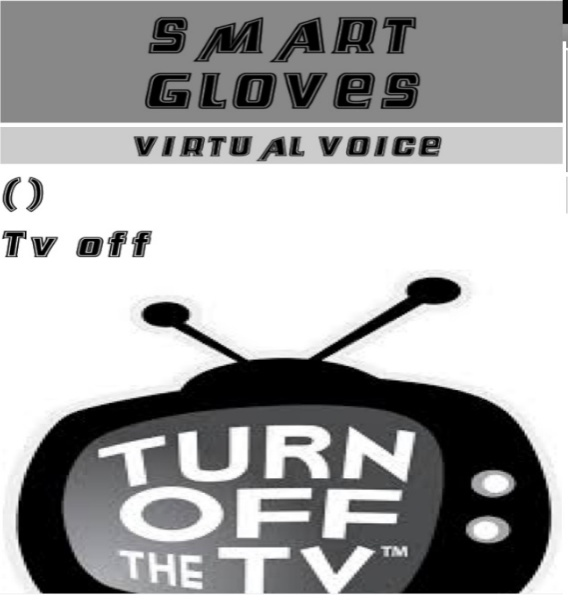 SMART
GLOVES
VIRTUAL VOICE
()
Tv off
TURN
OFF
THE TV™